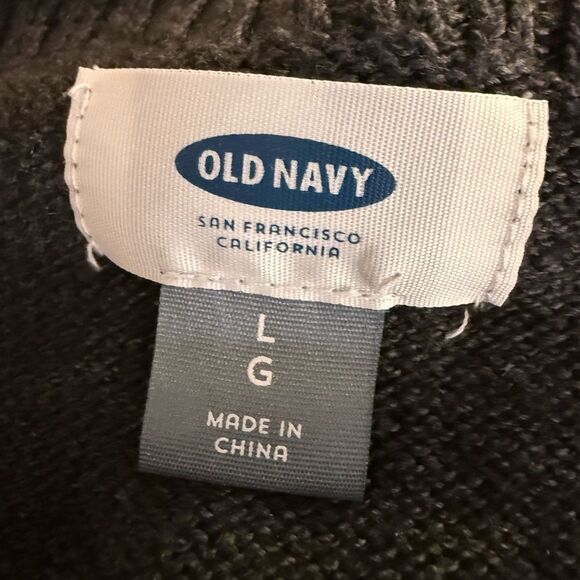 OLD NAVY
SAN FRANCISCO
CALIFORNIA
L
G
MADE IN
CHINA